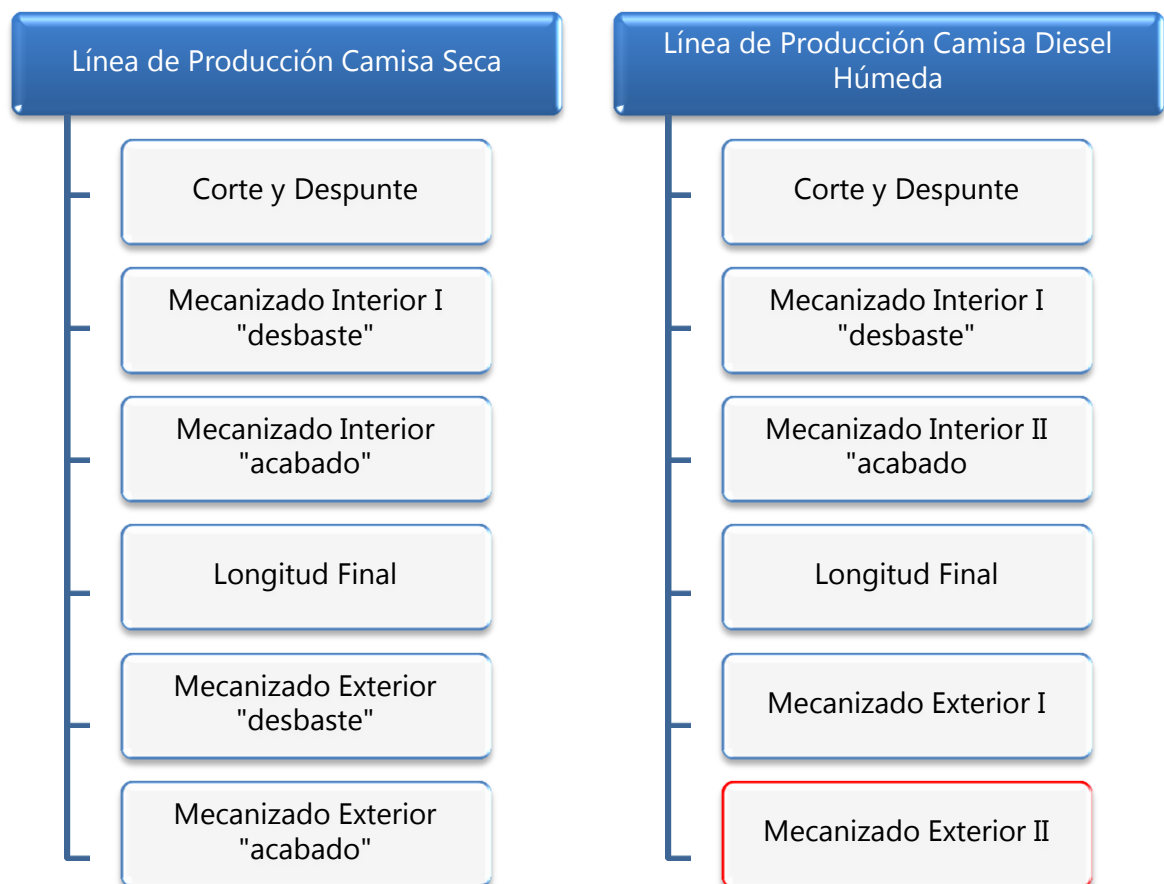 Línea de Producción Camisa Seca
Corte y Despunte
Mecanizado Interior I
"desbaste"
Mecanizado Interior
"acabado"
Longitud Final
Mecanizado Exterior
"desbaste"
Mecanizado Exterior
"acabado"
Línea de Producción Camisa Diesel
Húmeda
Corte y Despunte
Mecanizado Interior I
"desbaste"
Mecanizado Interior II
"acabado
Longitud Final
Mecanizado Exterior I
Mecanizado Exterior II